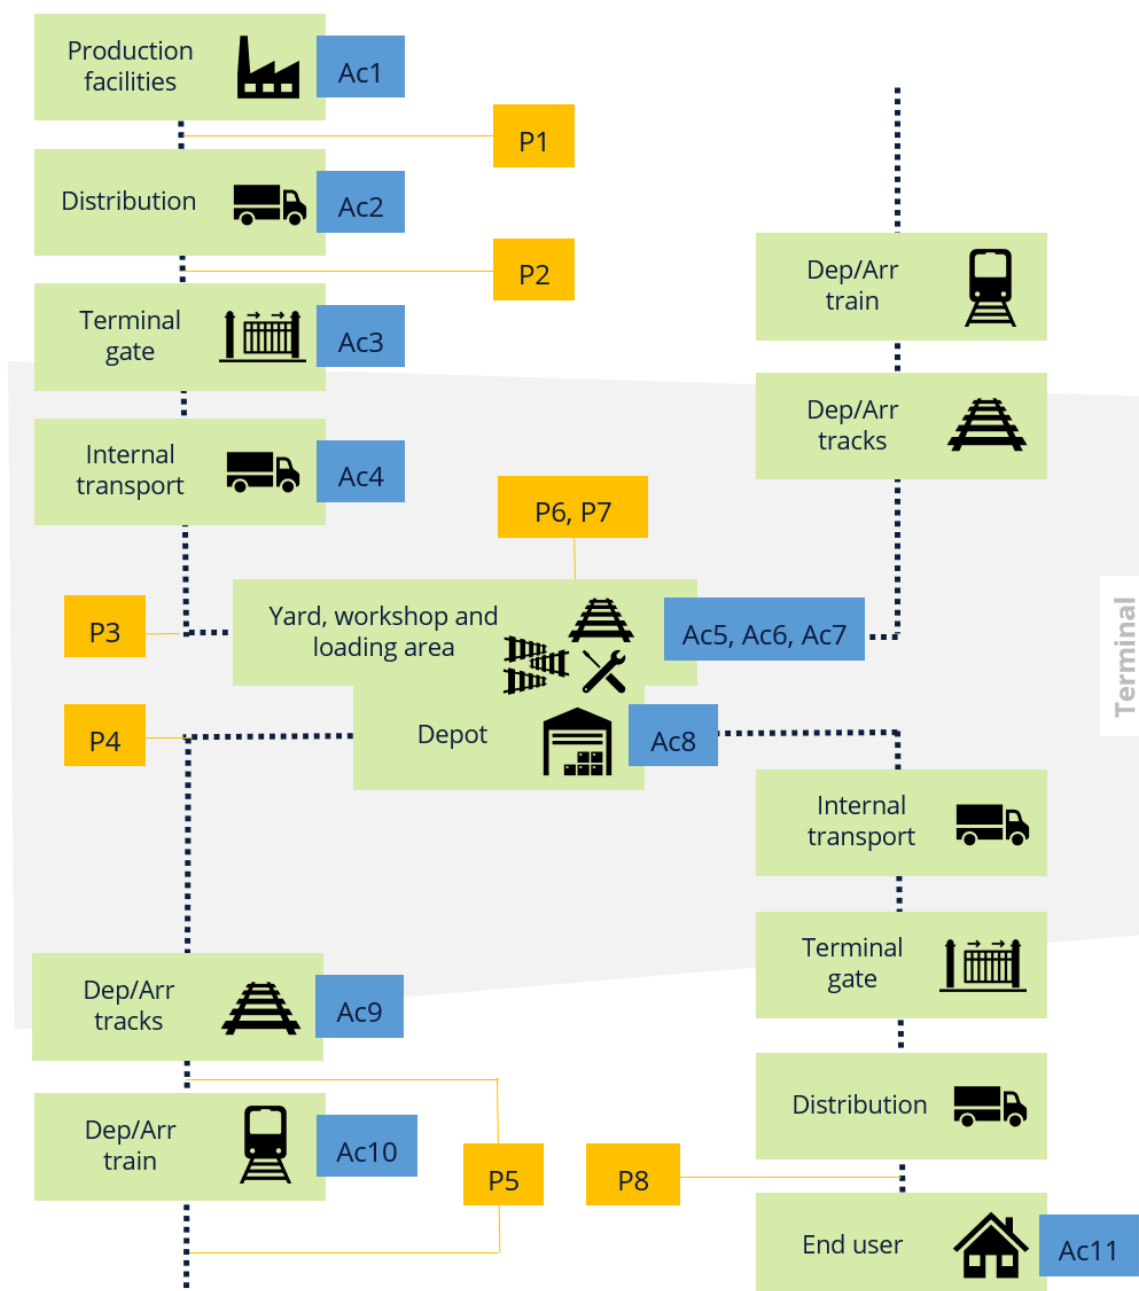 Production
facilities
Ac1
P1
Distribution
Ac2
P2
Terminal
gate
Ac3
Internal
transport
Ac4
Dep/Arr
train
Dep/Arr
tracks
P6, P7
P3
Yard, workshop and
loading area
Ac5, Ac6, Ac7
Terminal
P4
Depot
Ac8
Internal
transport
Terminal
gate
Dep/Arr
tracks
Ac9
Dep/Arr
train
Ac10
P5
P8
Distribution
End user
Ac11